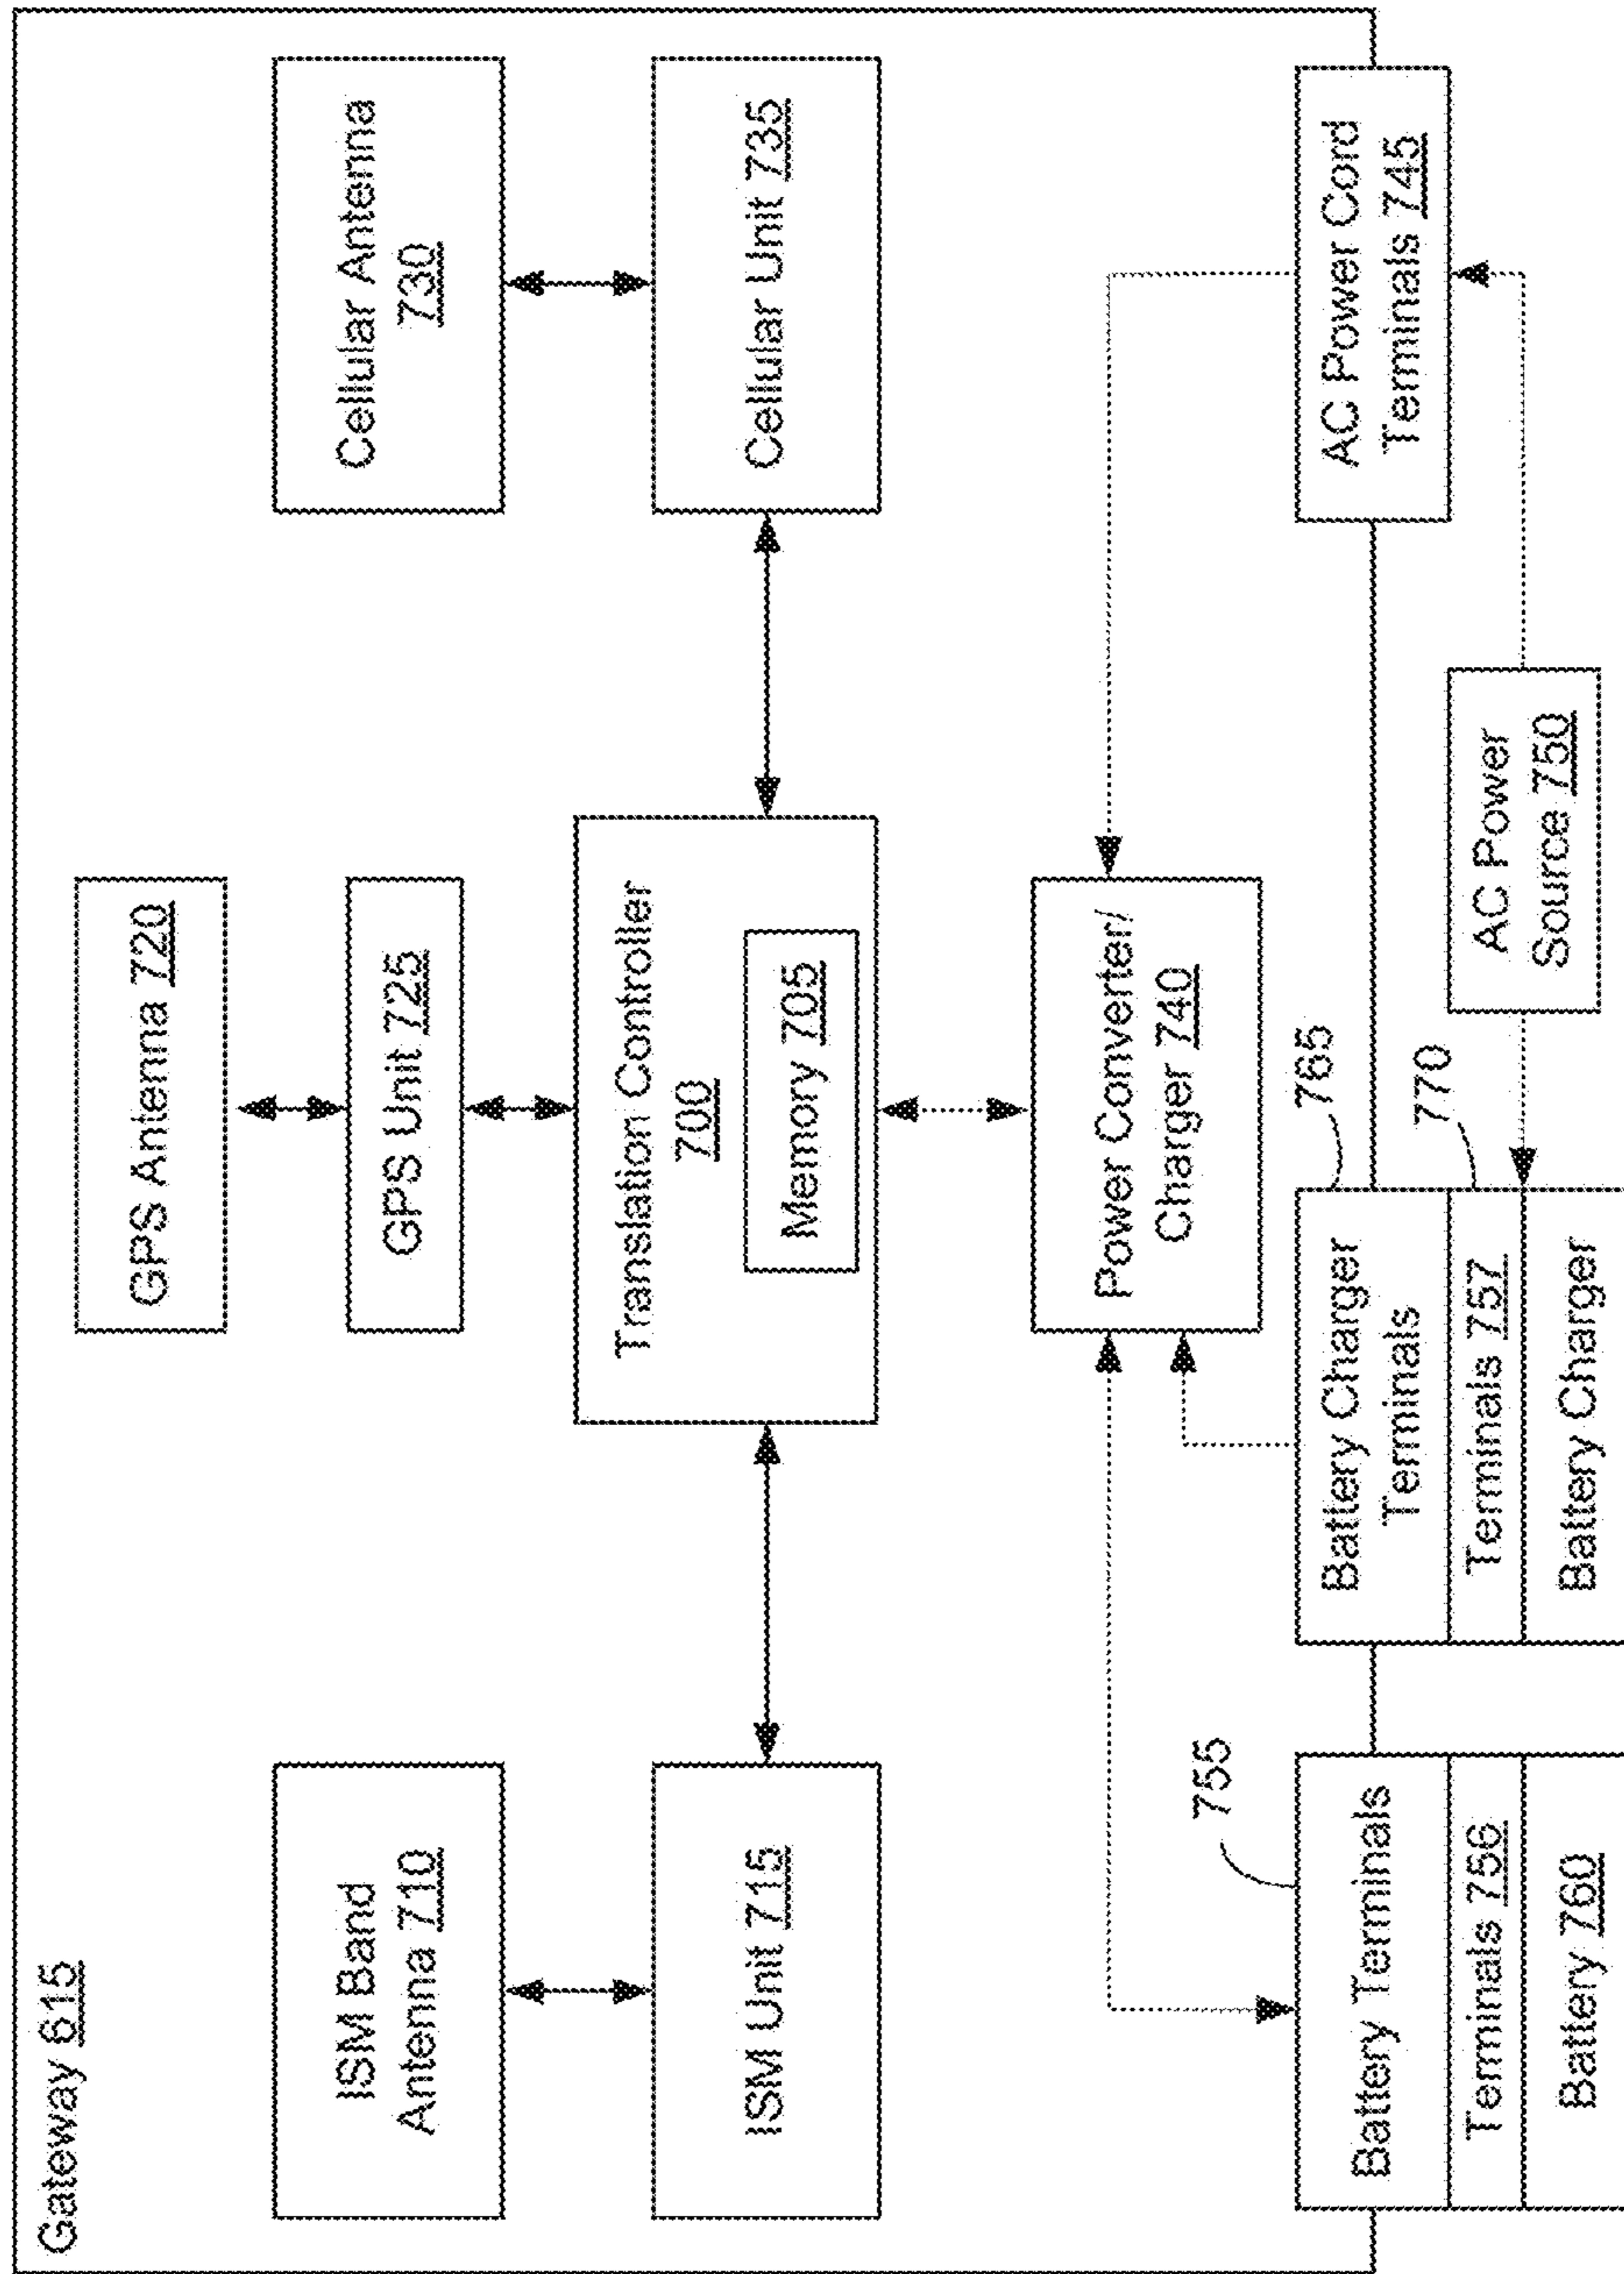 Gateway 615
GPS Antenna 720
ISM Band
Antenna 710
GPS Unit 725
Cellular Antenna
730
ISM Unit 715
Translation Controller
700
Memory 705
Cellular Unit 735
Power Converter/
Charger 740
755
Battery Terminals
Terminals 756
Battery 760
765
Battery Charger
Terminals
770
Terminals 757
Battery Charger
AC Power
Source 750
AC Power Cord
Terminals 745